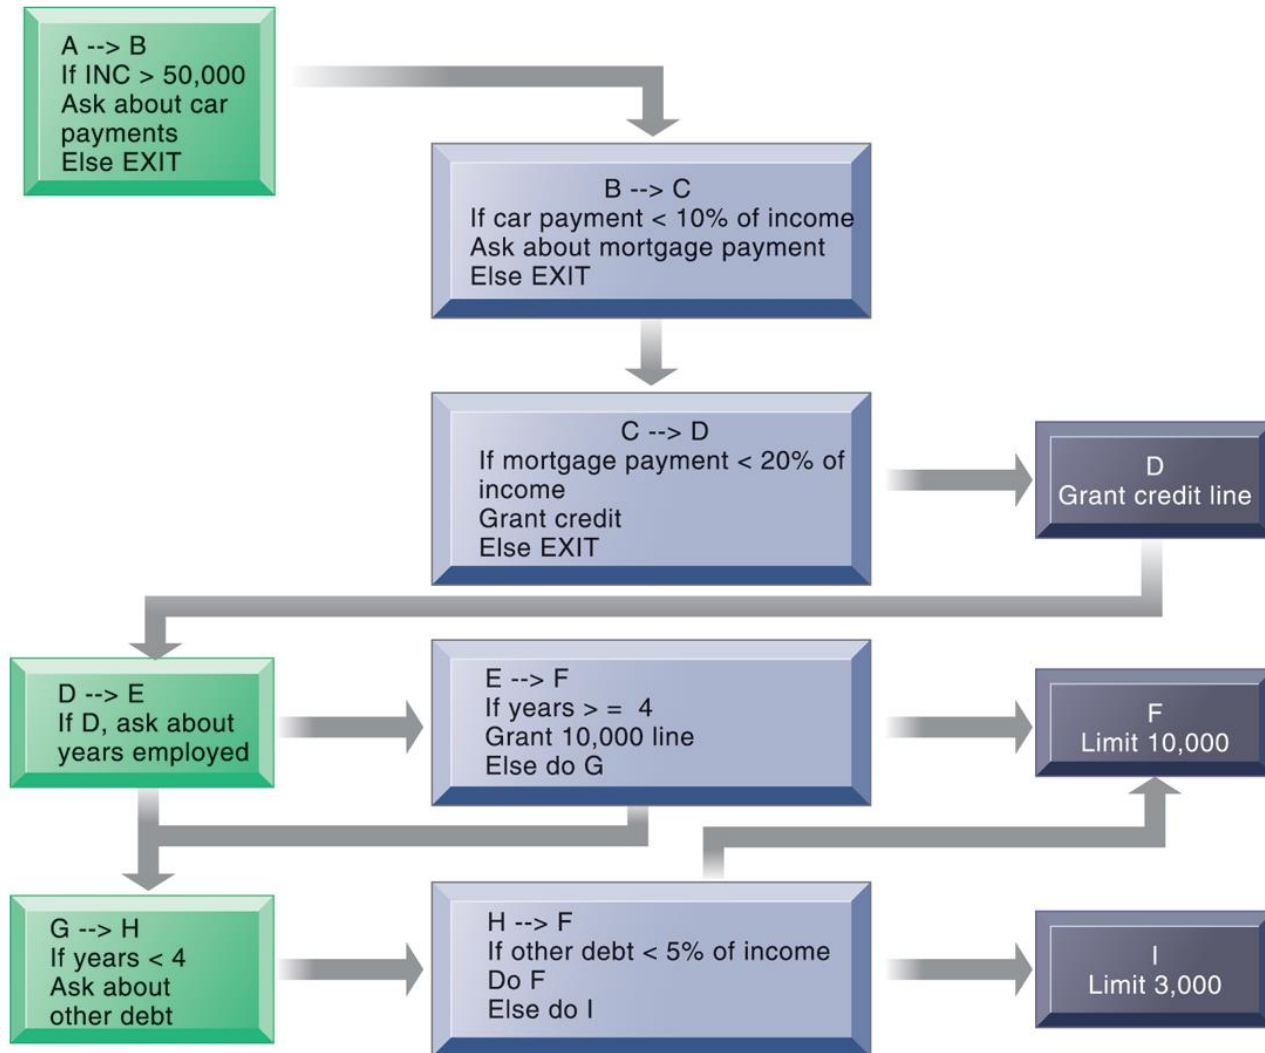 A --> B
If INC > 50,000
Ask about car
payments
Else EXIT
B --> C
If car payment < 10% of income
Ask about mortgage payment
Else EXIT
C --> D
If mortgage payment < 20% of
income
Grant credit
Else EXIT
D
Grant credit line
D --> E
If D, ask about
years employed
E --> F
If years > = 4
Grant 10,000 line
Else do G
F
Limit 10,000
G --> H
If years < 4
Ask about
other debt
H --> F
If other debt < 5% of income
Do F
Else do I
I
Limit 3,000